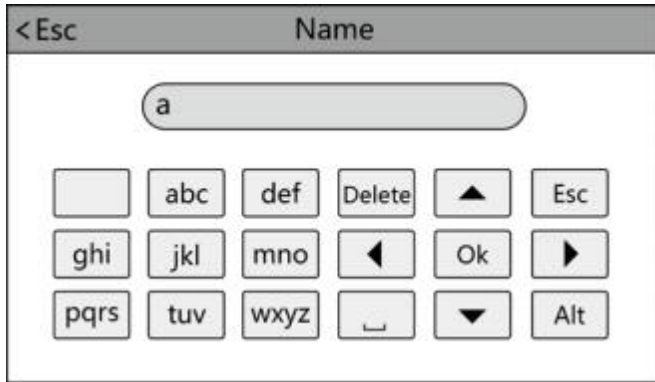 <Esc Name
a
abc def Delete ▲ Esc
ghi jkl mno ◀ Ok ▶
pqrs tuv wxyz ⎵ ▼ Alt